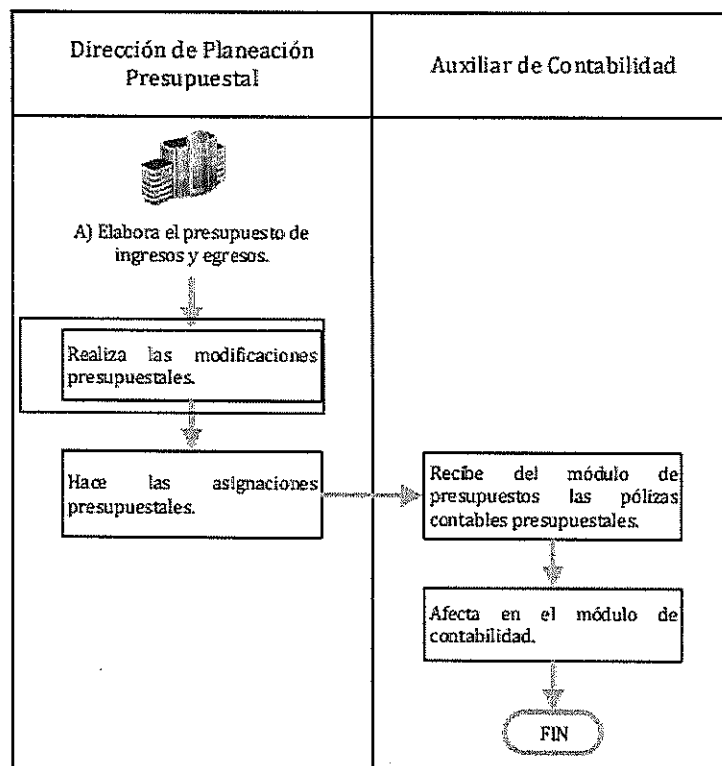 Dirección de Planeación
Presupuestal
Auxiliar de Contabilidad
A) Elabora el presupuesto de
ingresos y egresos.
Realiza las modificaciones
presupuestales.
Hace las asignaciones
presupuestales.
Recibe del módulo de
presupuestos las pólizas
contables presupuestales.
Afecta en el módulo de
contabilidad.
FIN